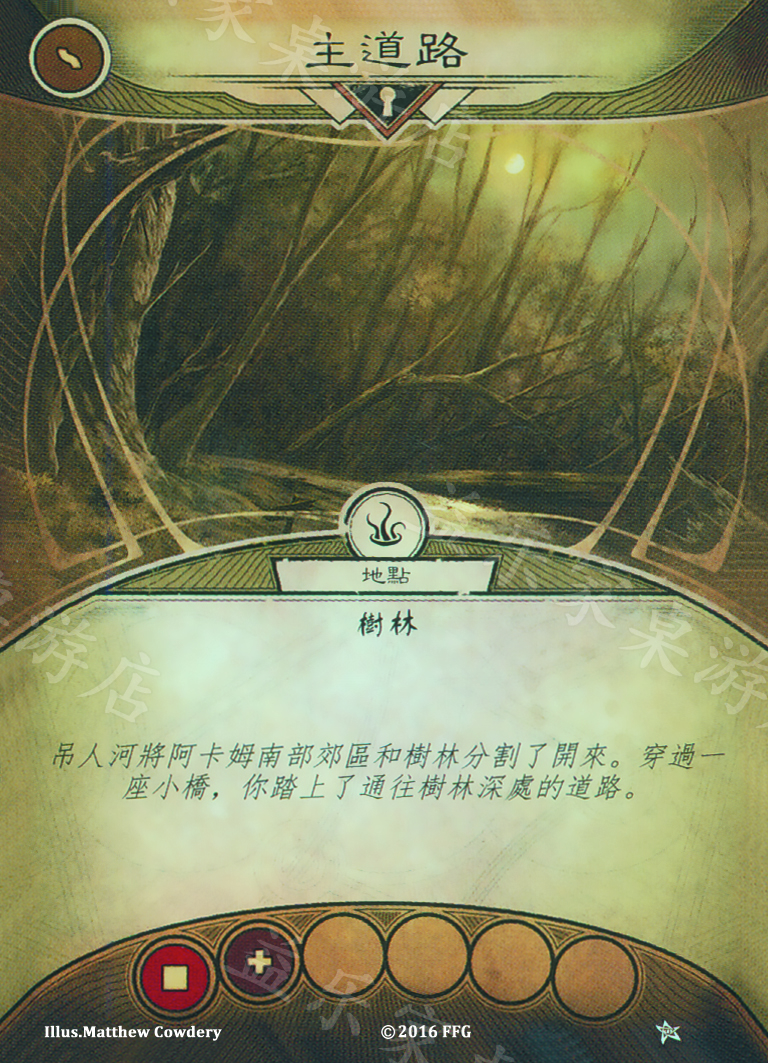 主道路
地點
樹林
吊人河將阿卡姆南部郊區和樹林分割了開來。穿過一
座小橋，你踏上了通往樹林深處的道路。
Illus.Matthew Cowdery
©2016 FFG